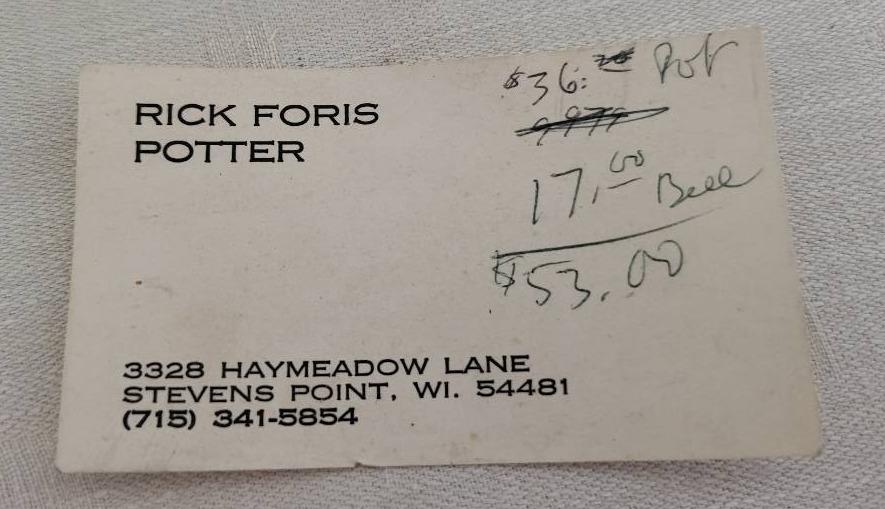 RICK FORIS
POTTER
$36. Pot
17.00 Bell
$53.00
3328 HAYMEADOW LANE
STEVENS POINT, WI. 54481
(715) 341-5854